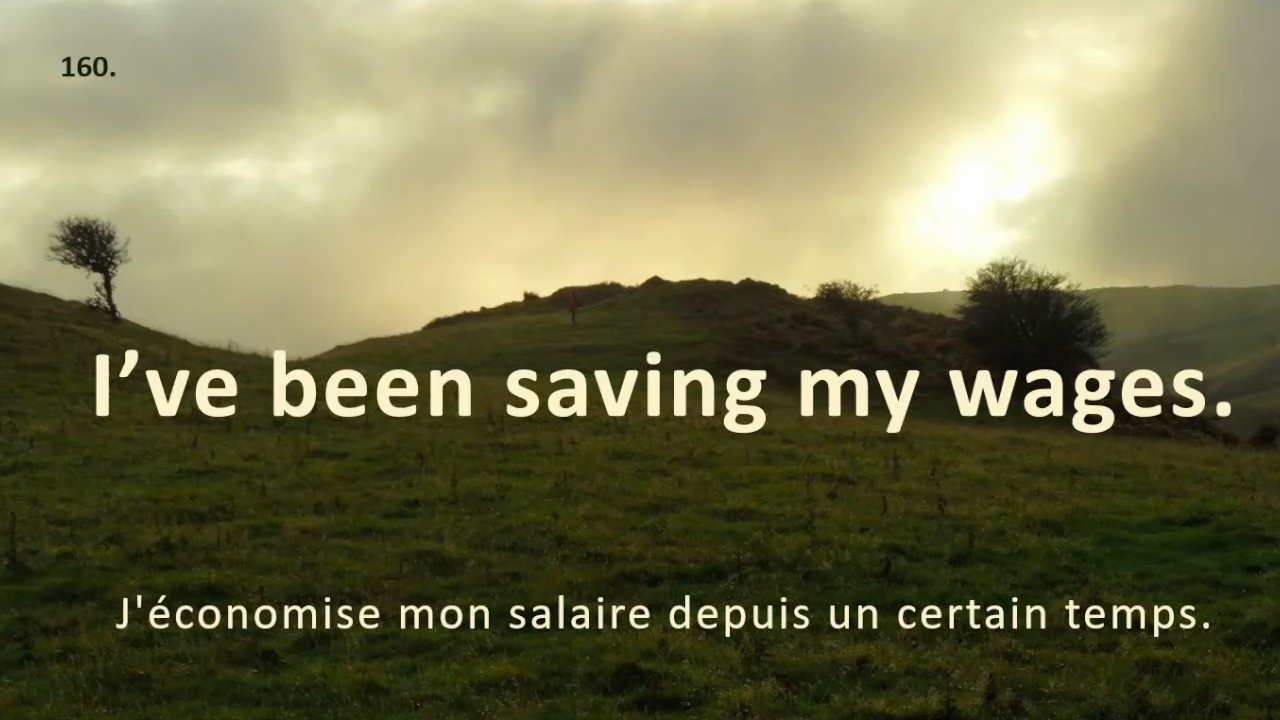 160.
I’ve been saving my wages.
J'économise mon salaire depuis un certain temps.